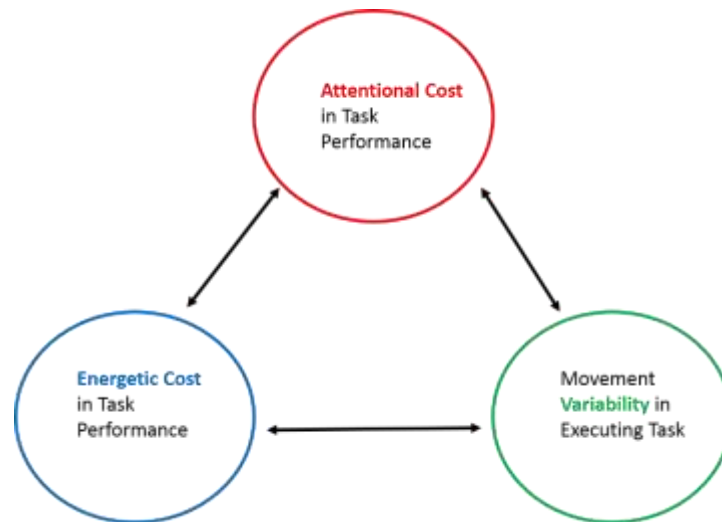 Attentional Cost
in Task
Performance
Energetic Cost
in Task
Performance
Movement
Variability in
Executing Task